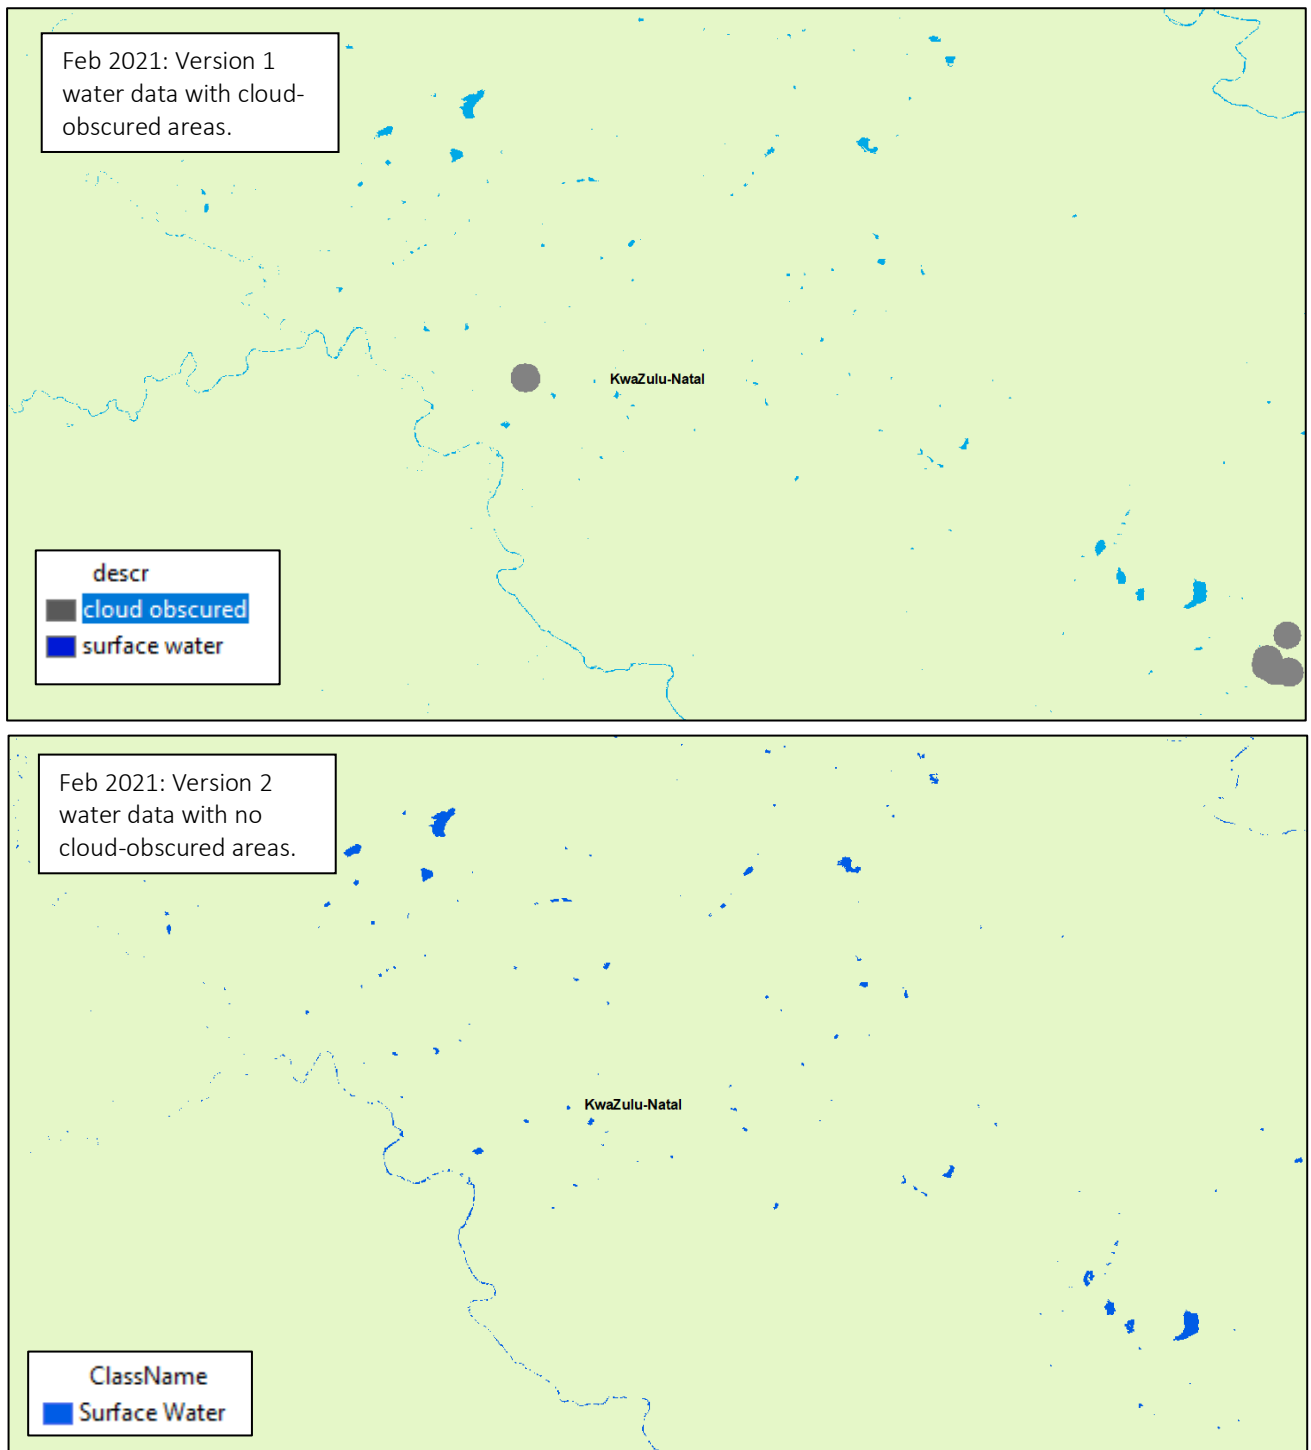 Feb 2021: Version 1
water data with cloud-
obscured areas.
KwaZulu-Natal
descr
cloud obscured
surface water
Feb 2021: Version 2
water data with no
cloud-obscured areas.
KwaZulu-Natal
ClassName
Surface Water